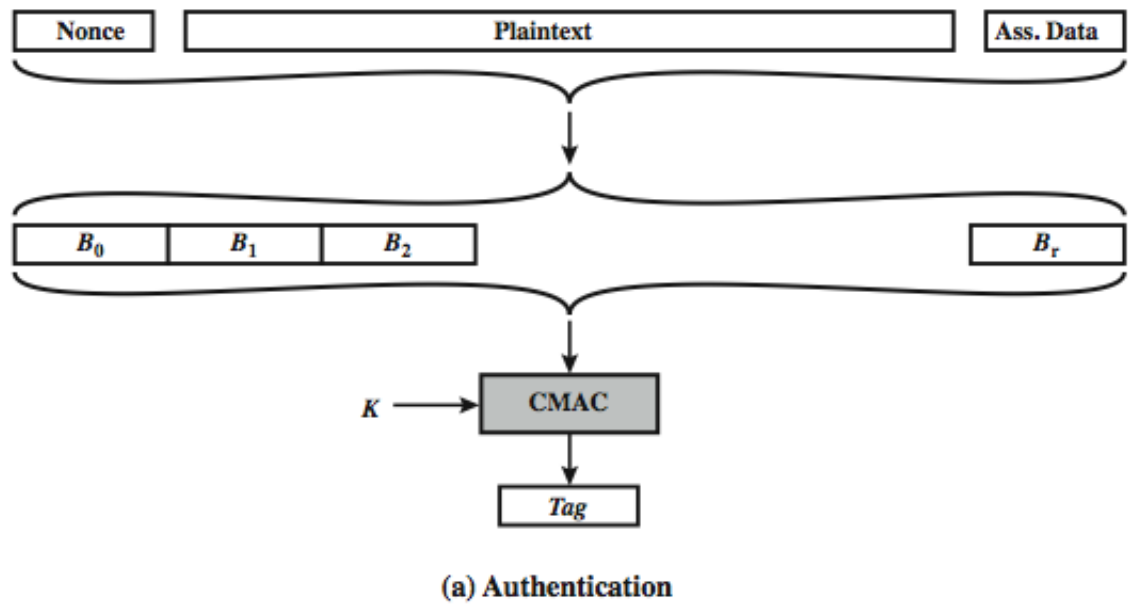 Nonce Plaintext Ass. Data
B0 B1 B2 Br
K CMAC
Tag
(a) Authentication